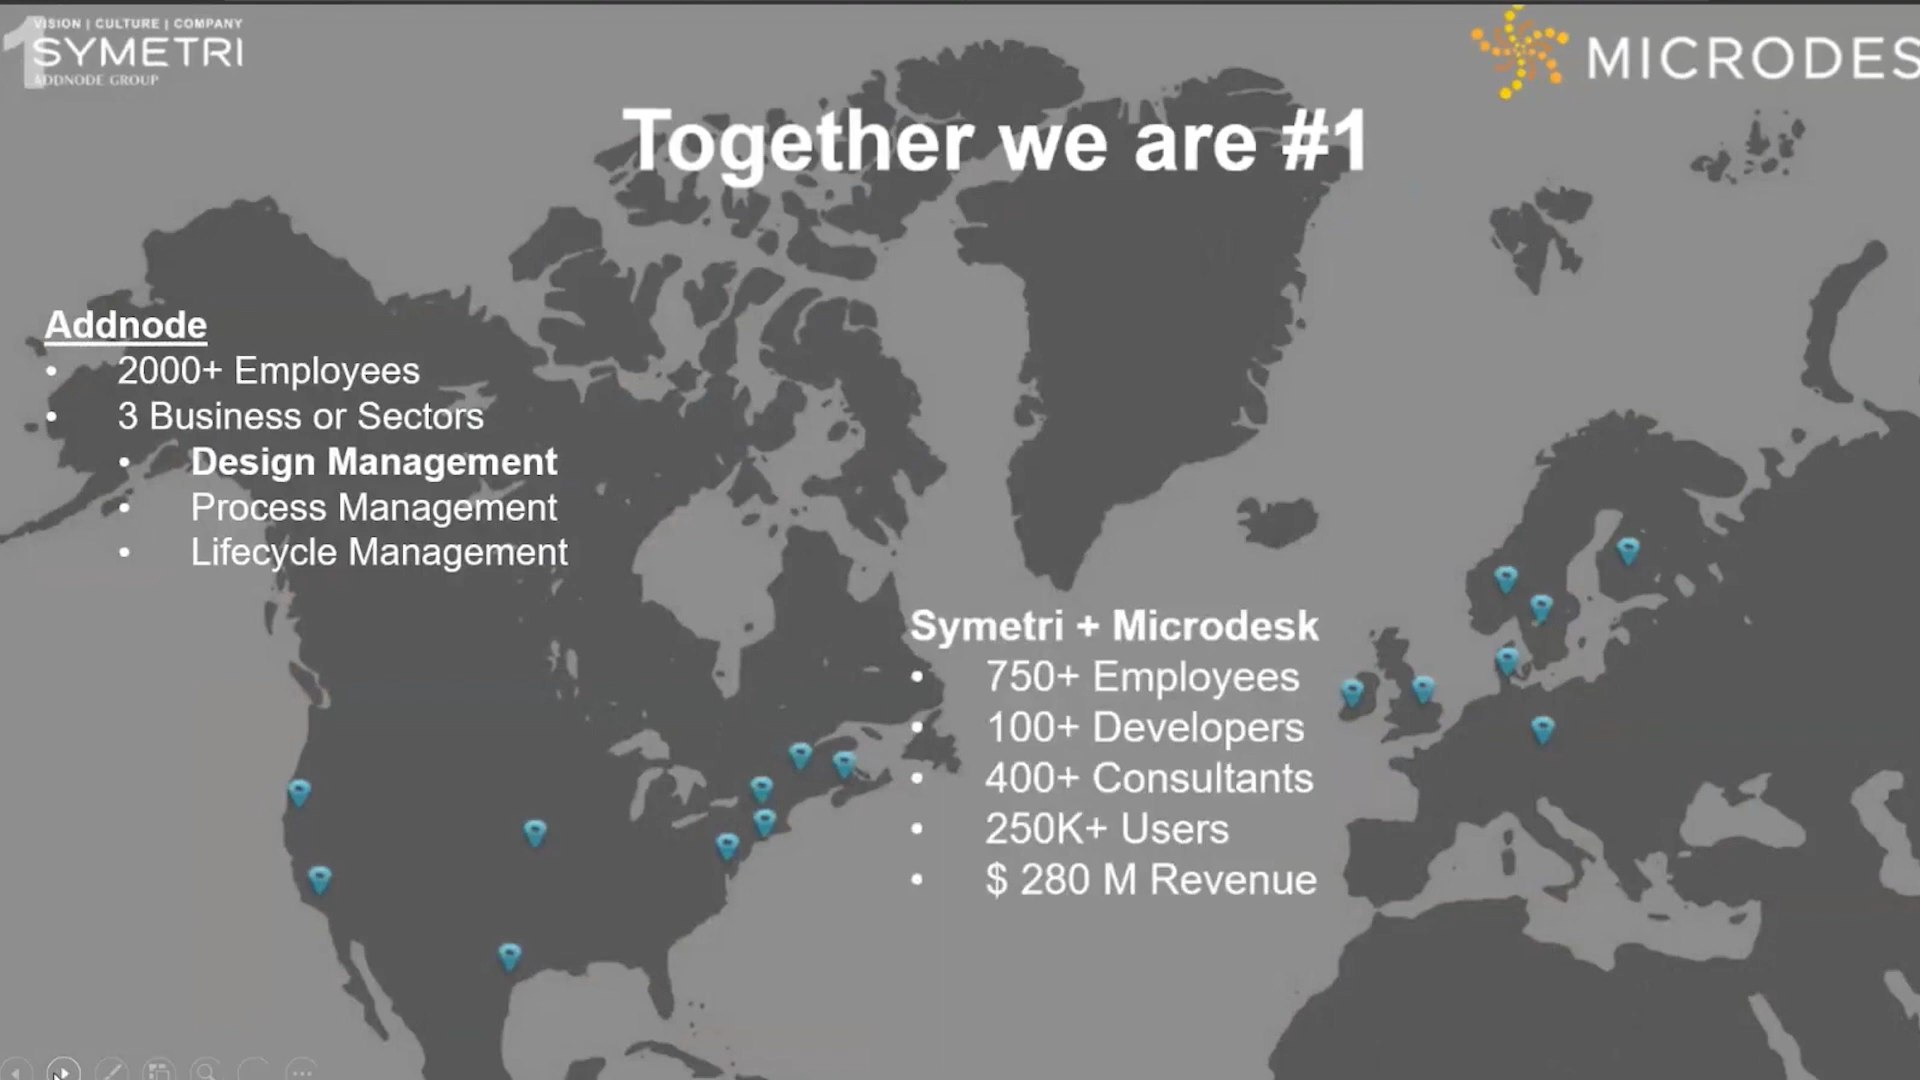 1
VISION | CULTURE | COMPANY
SYMETRI
ADDNODE GROUP
MICRODES
Together we are #1
Addnode
• 2000+ Employees
• 3 Business or Sectors
• Design Management
• Process Management
• Lifecycle Management
Symetri + Microdesk
• 750+ Employees
• 100+ Developers
• 400+ Consultants
• 250K+ Users
• $ 280 M Revenue